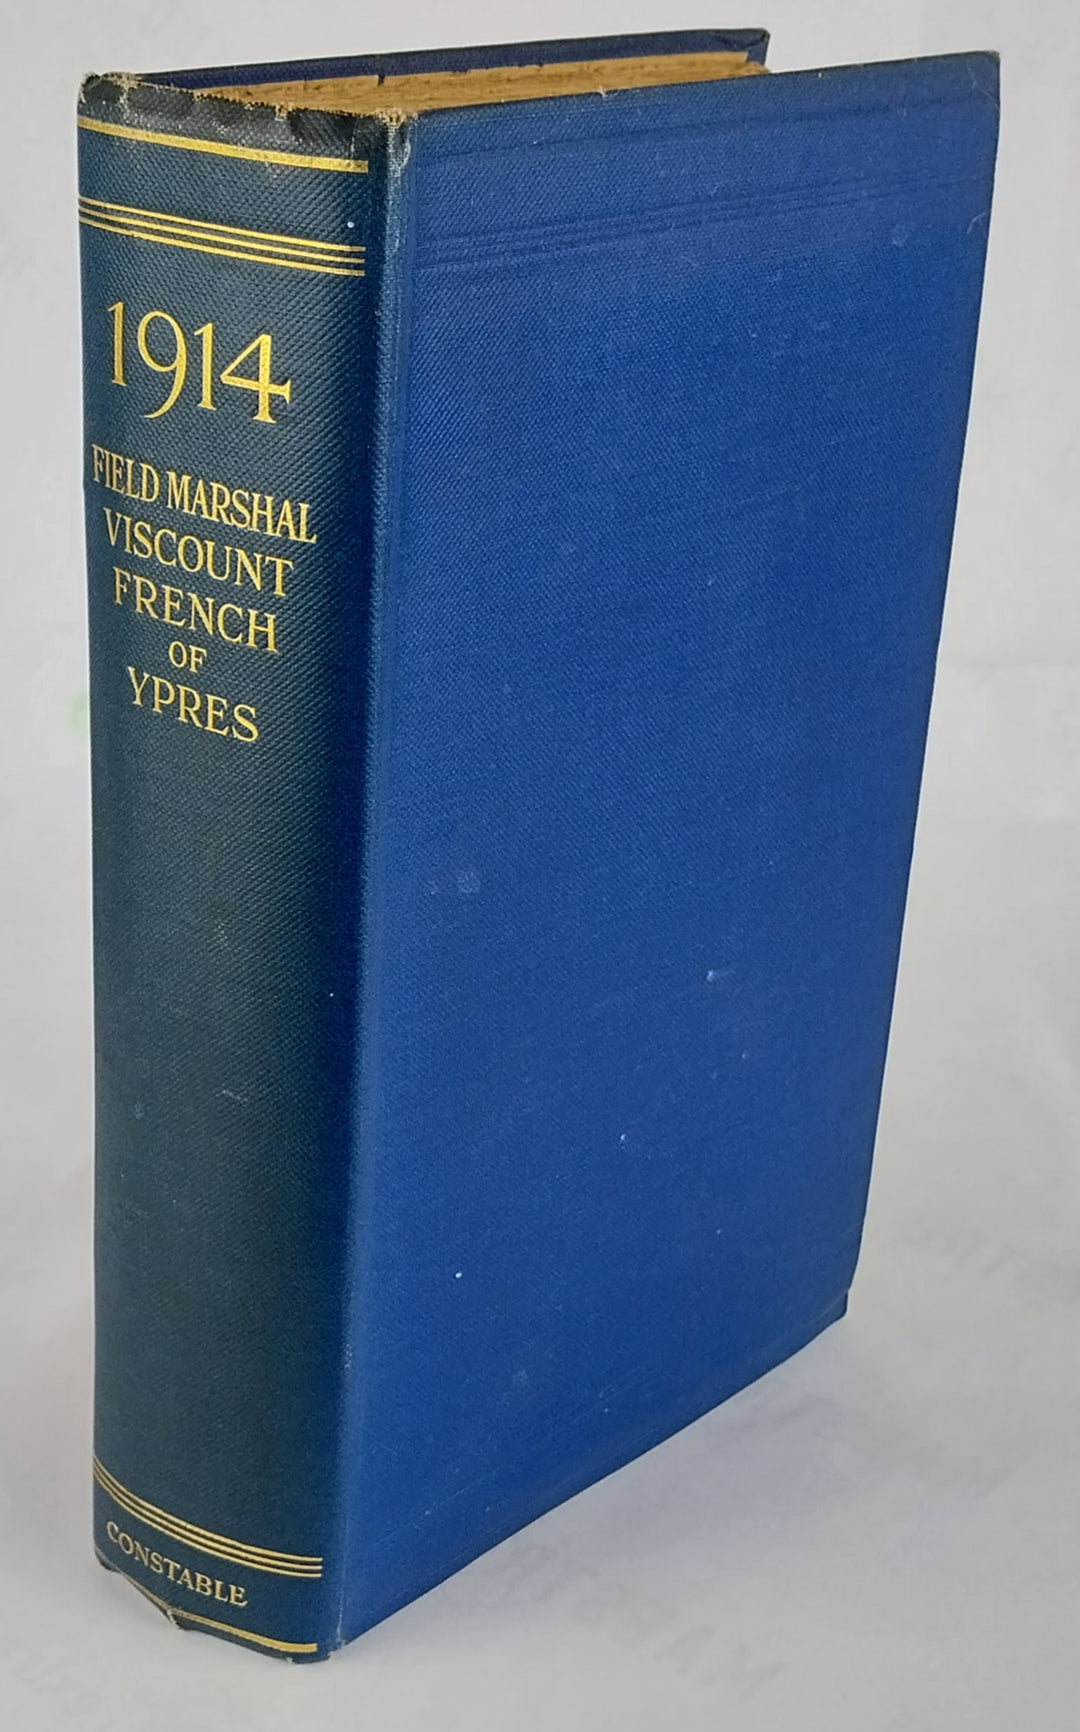 1914
FIELD MARSHAL
VISCOUNT
FRENCH
OF
YPRES
CONSTABLE